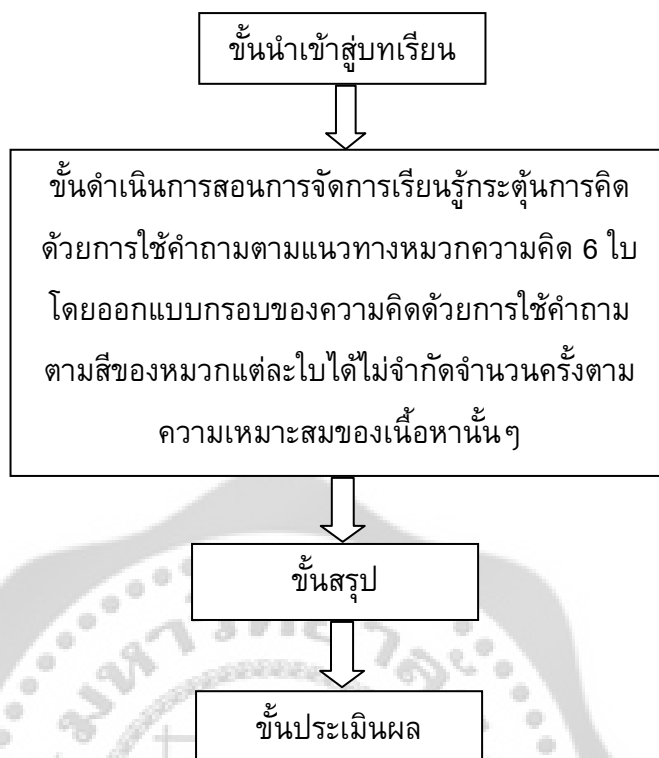 ขั้นนำเข้าสู่บทเรียน
ขั้นดำเนินการสอนการจัดการเรียนรู้กระตุ้นการคิด
ด้วยการใช้คำถามตามแนวทางหมวกความคิด 6 ใบ
โดยออกแบบกรอบของความคิดด้วยการใช้คำถาม
ตามสีของหมวกแต่ละใบได้ไม่จำกัดจำนวนครั้งตาม
ความเหมาะสมของเนื้อหานั้นๆ
ขั้นสรุป
ขั้นประเมินผล